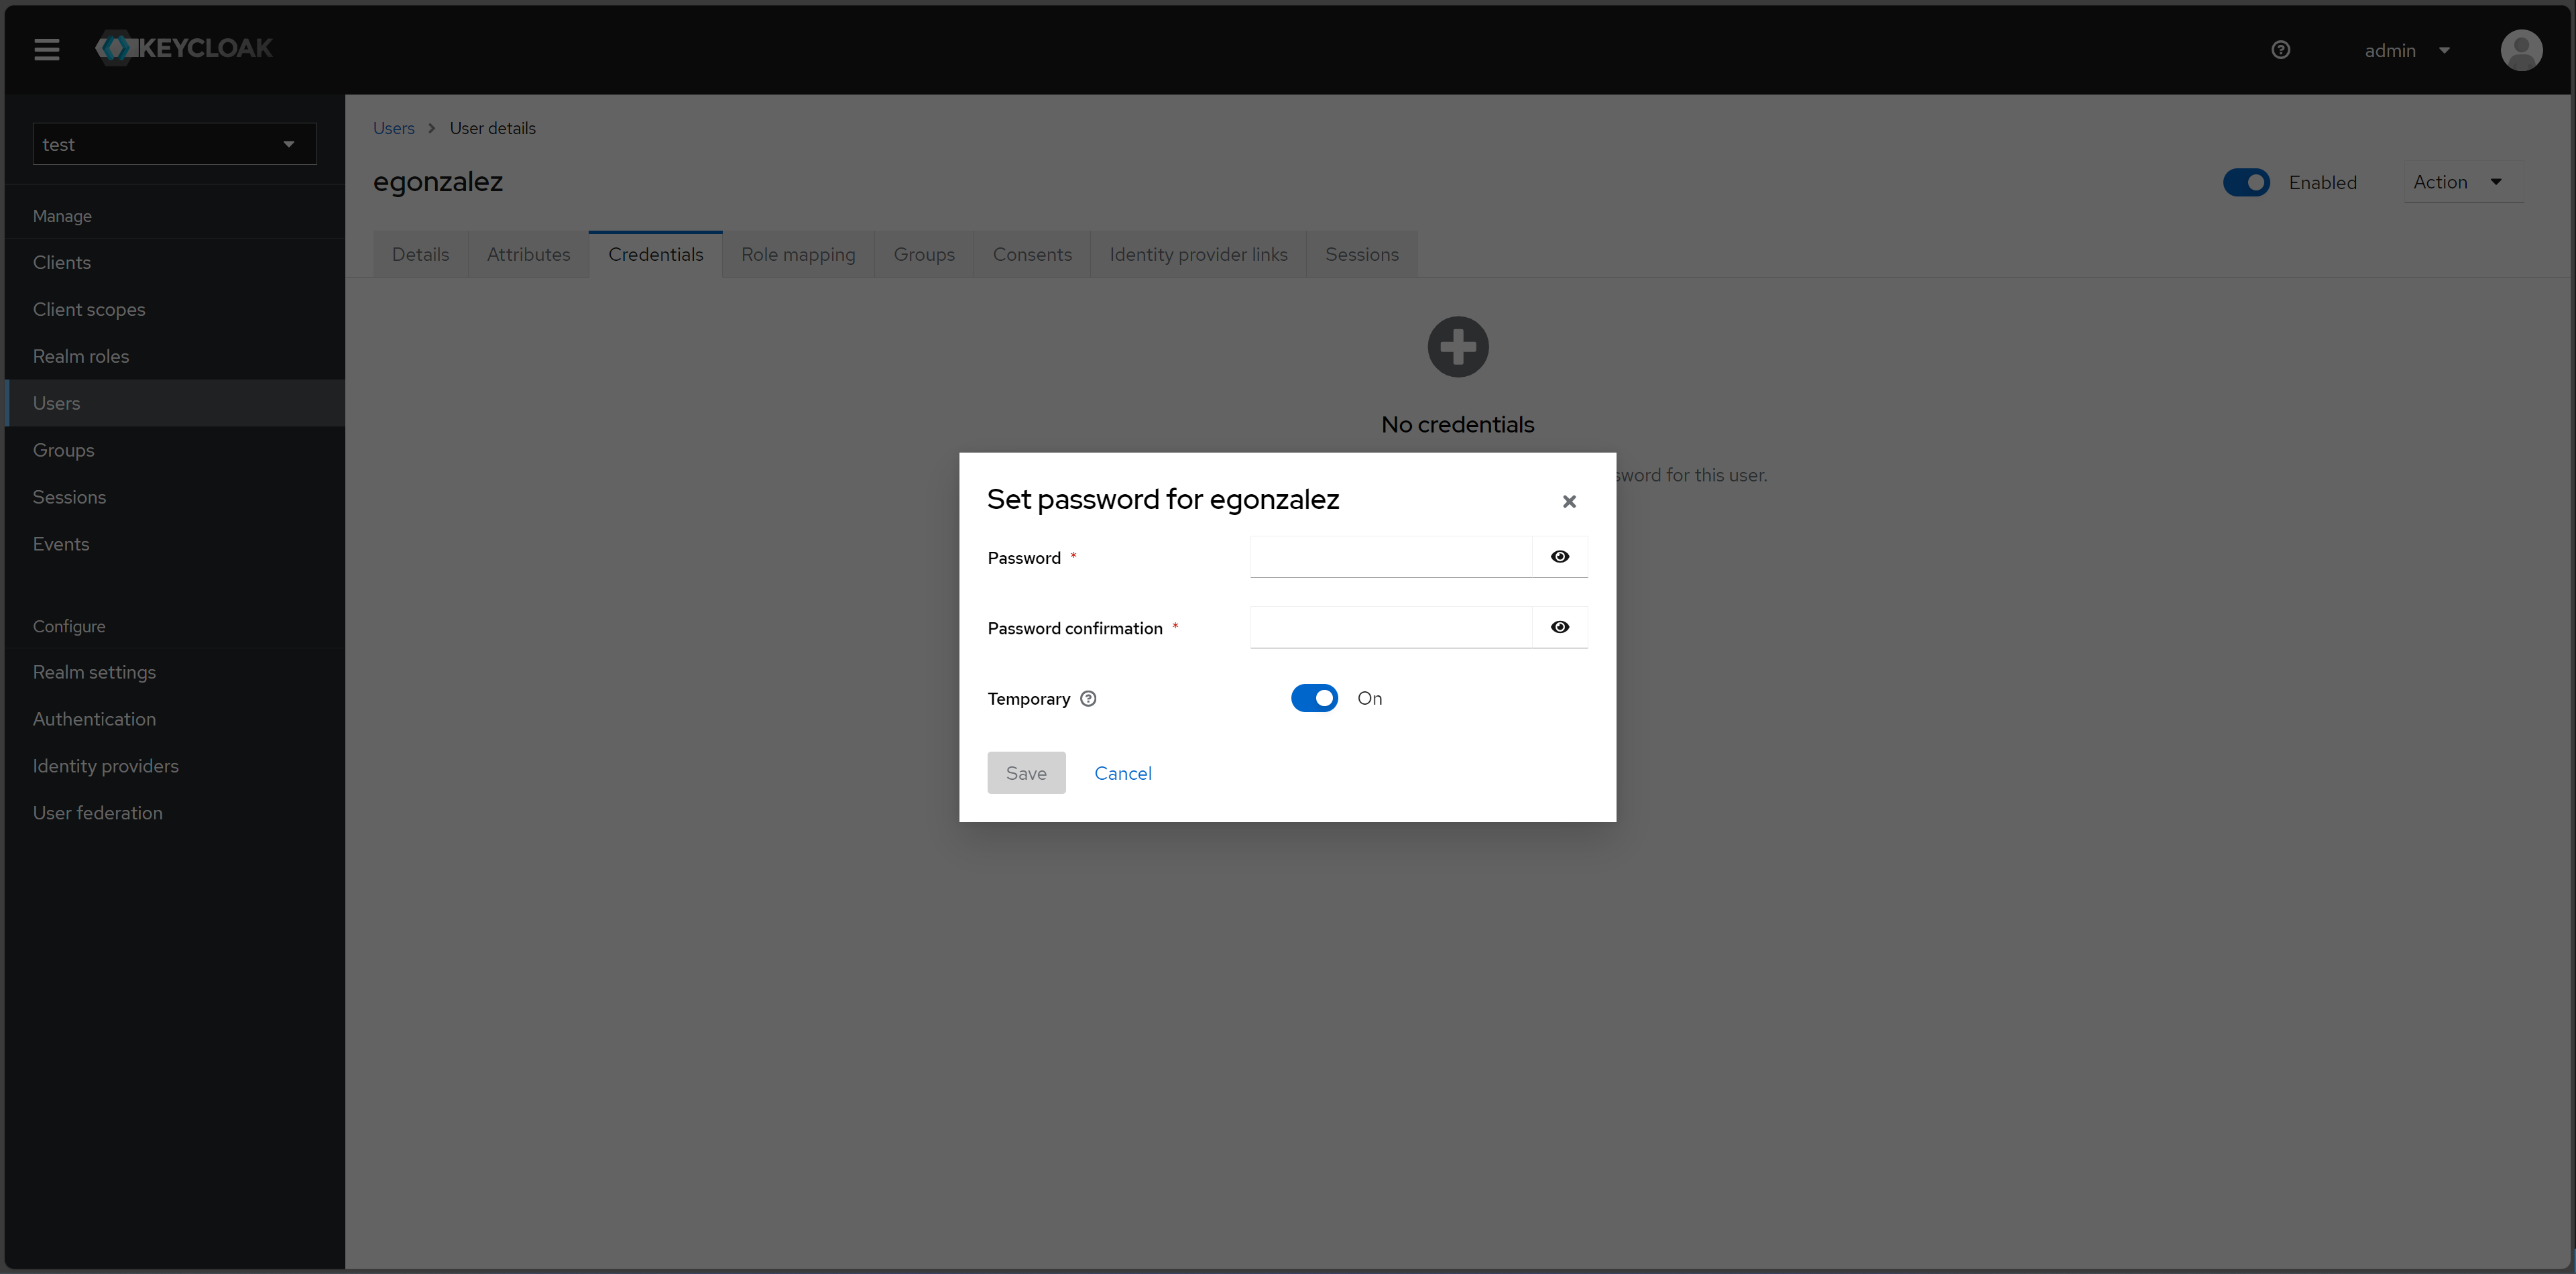 KEYCLOAK
admin
test
Manage
Clients
Client scopes
Realm roles
Users
Groups
Sessions
Events
Configure
Realm settings
Authentication
Identity providers
User federation
Users > User details
egonzalez
Enabled
Action
Details Attributes Credentials Role mapping Groups Consents Identity provider links Sessions
No credentials
sword for this user.
Set password for egonzalez
Password *
Password confirmation *
Temporary
On
Save Cancel